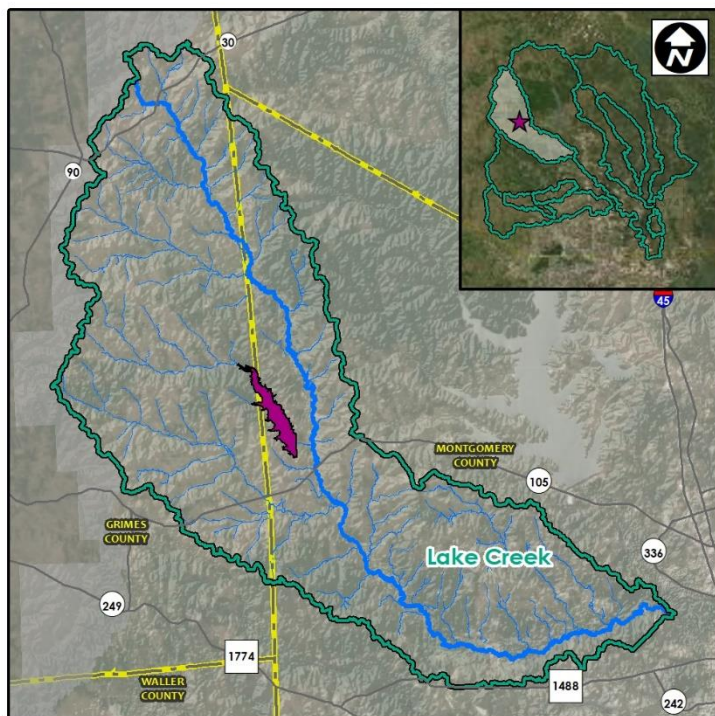 30
N
90
45
MONTGOMERY
COUNTY
105
GRIMES
COUNTY
Lake Creek
336
249
1774
WALLER
COUNTY
1488
242